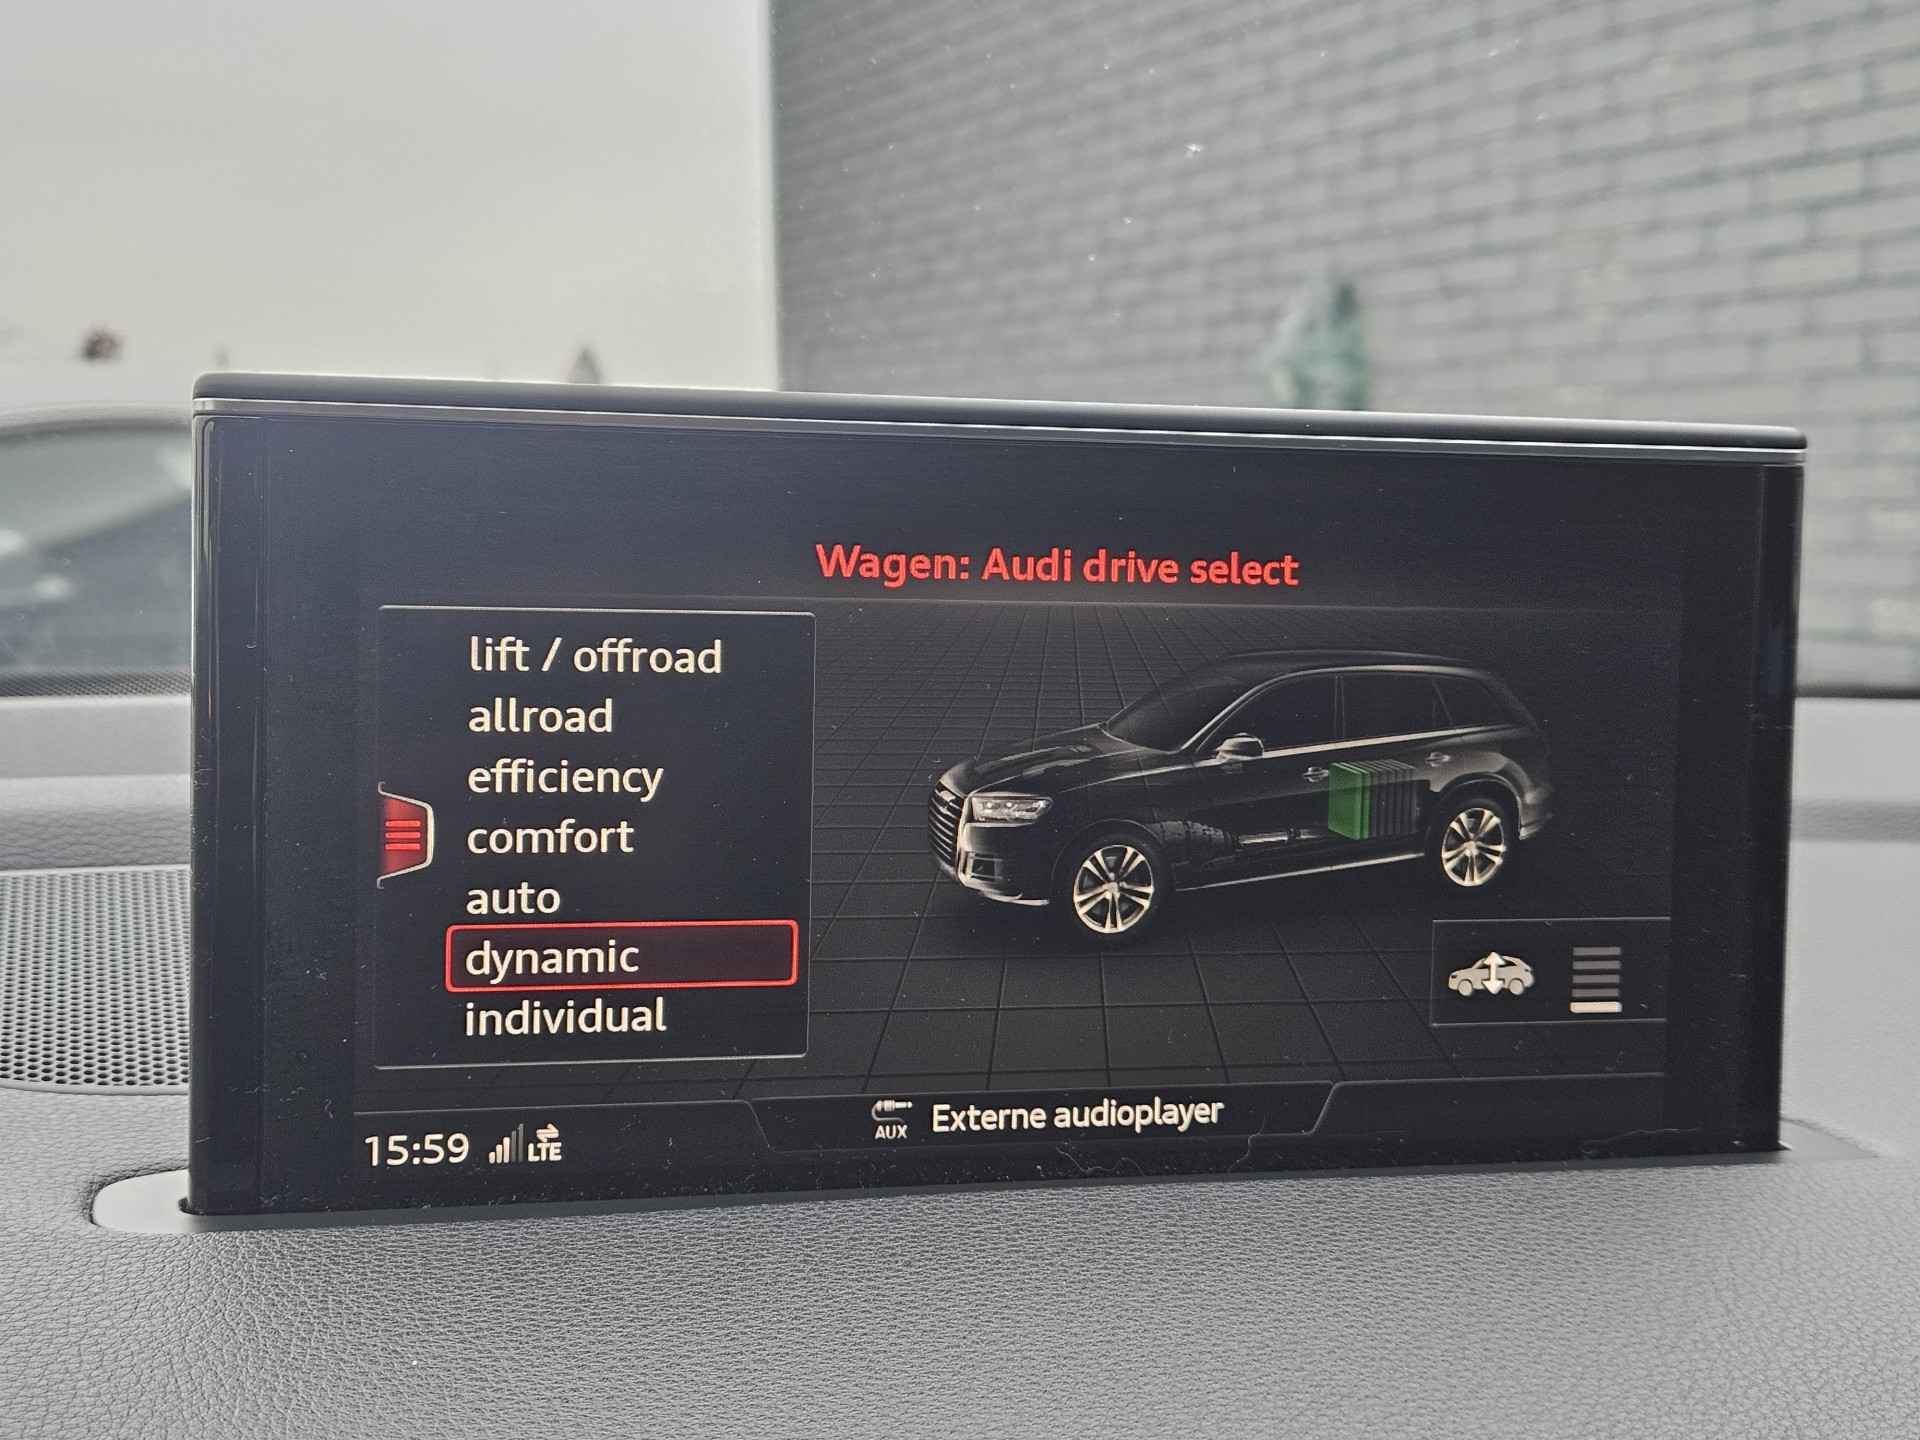 Wagen: Audi drive select
lift / offroad
allroad
efficiency
comfort
auto
dynamic
individual
15:59
LTE
AUX
Externe audioplayer